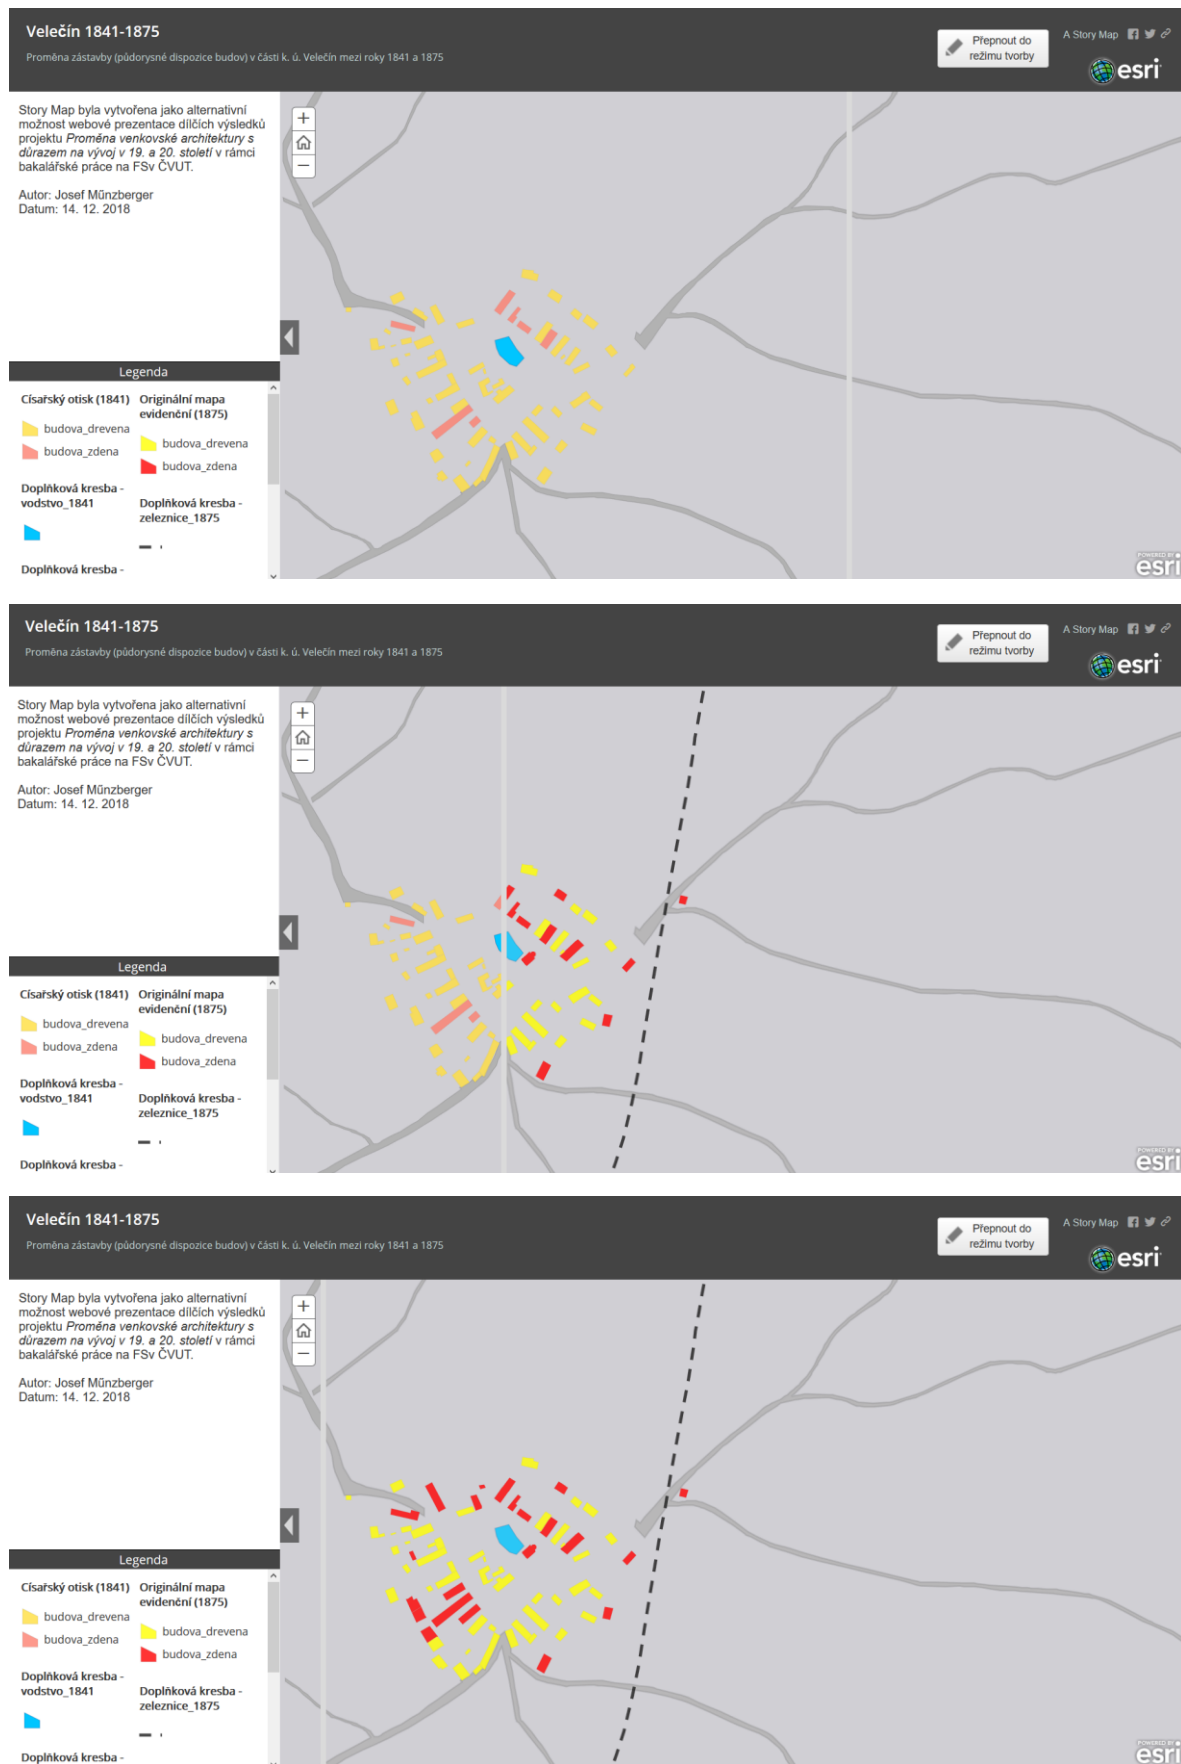 Velečín 1841-1875
Proměna zástavby (půdorysné dispozice budov) v části k. ú. Velečín mezi roky 1841 a 1875
Přepnout do
režimu tvorby
A Story Map
esri
Story Map byla vytvořena jako alternativní
možnost webové prezentace dílčích výsledků
projektu Proměna venkovské architektury s
důrazem na vývoj v 19. a 20. století v rámci
bakalářské práce na FSv ČVUT.
Autor: Josef Münzberger
Datum: 14. 12. 2018
Legenda
Císařský otisk (1841)
budova_drevena
budova_zdena
Doplňková kresba -
vodstvo_1841
Doplňková kresba -
Originální mapa
evidenční (1875)
budova_drevena
budova_zdena
Doplňková kresba -
zeleznice_1875
POWERED BY
esri
Velečín 1841-1875
Proměna zástavby (půdorysné dispozice budov) v části k. ú. Velečín mezi roky 1841 a 1875
Přepnout do
režimu tvorby
A Story Map
esri
Story Map byla vytvořena jako alternativní
možnost webové prezentace dílčích výsledků
projektu Proměna venkovské architektury s
důrazem na vývoj v 19. a 20. století v rámci
bakalářské práce na FSv ČVUT.
Autor: Josef Münzberger
Datum: 14. 12. 2018
Legenda
Císařský otisk (1841)
budova_drevena
budova_zdena
Doplňková kresba -
vodstvo_1841
Doplňková kresba -
Originální mapa
evidenční (1875)
budova_drevena
budova_zdena
Doplňková kresba -
zeleznice_1875
POWERED BY
esri
Velečín 1841-1875
Proměna zástavby (půdorysné dispozice budov) v části k. ú. Velečín mezi roky 1841 a 1875
Přepnout do
režimu tvorby
A Story Map
esri
Story Map byla vytvořena jako alternativní
možnost webové prezentace dílčích výsledků
projektu Proměna venkovské architektury s
důrazem na vývoj v 19. a 20. století v rámci
bakalářské práce na FSv ČVUT.
Autor: Josef Münzberger
Datum: 14. 12. 2018
Legenda
Císařský otisk (1841)
budova_drevena
budova_zdena
Doplňková kresba -
vodstvo_1841
Doplňková kresba -
Originální mapa
evidenční (1875)
budova_drevena
budova_zdena
Doplňková kresba -
zeleznice_1875
POWERED BY
esri